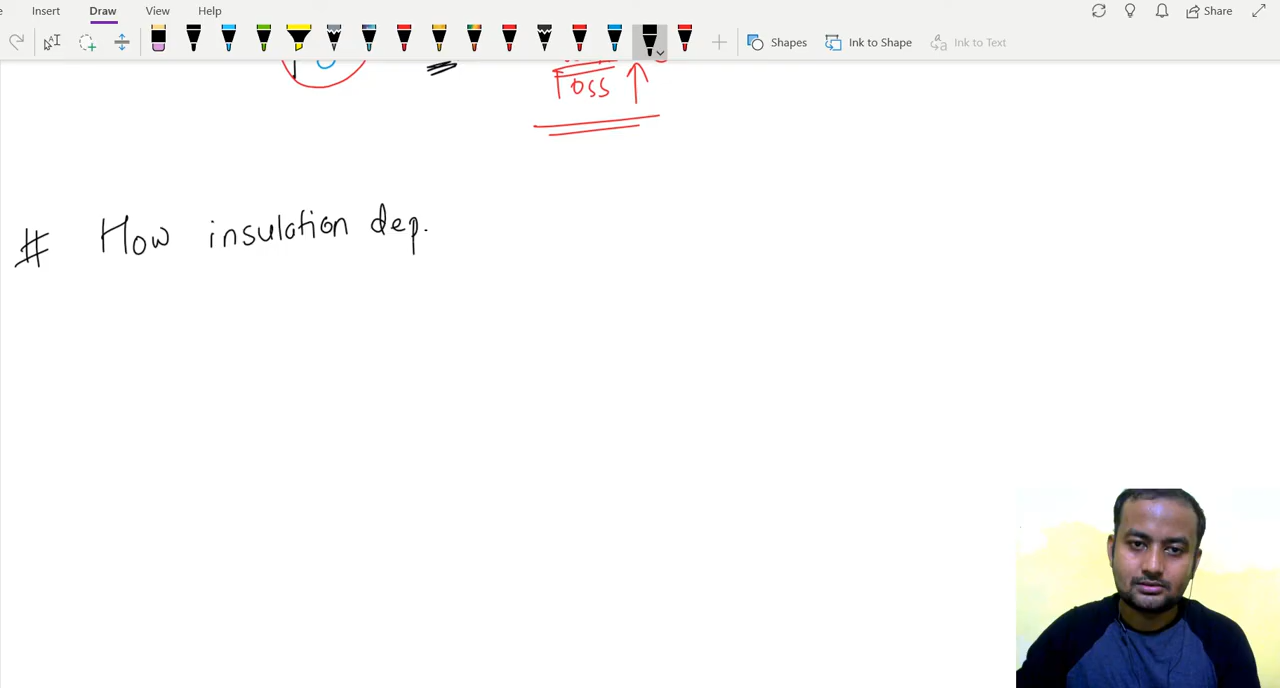 Insert Draw View Help Share
Shapes Ink to Shape Ink to Text
loss ↑
# How insulation dep.